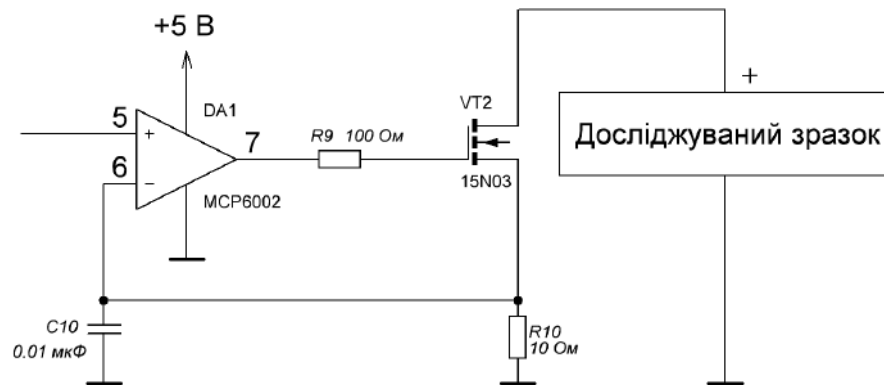 +5 В
DA1
5
+
6
−
7
MCP6002
R9 100 Ом
VT2
15N03
+
Досліджуваний зразок
C10
0.01 мкФ
R10
10 Ом